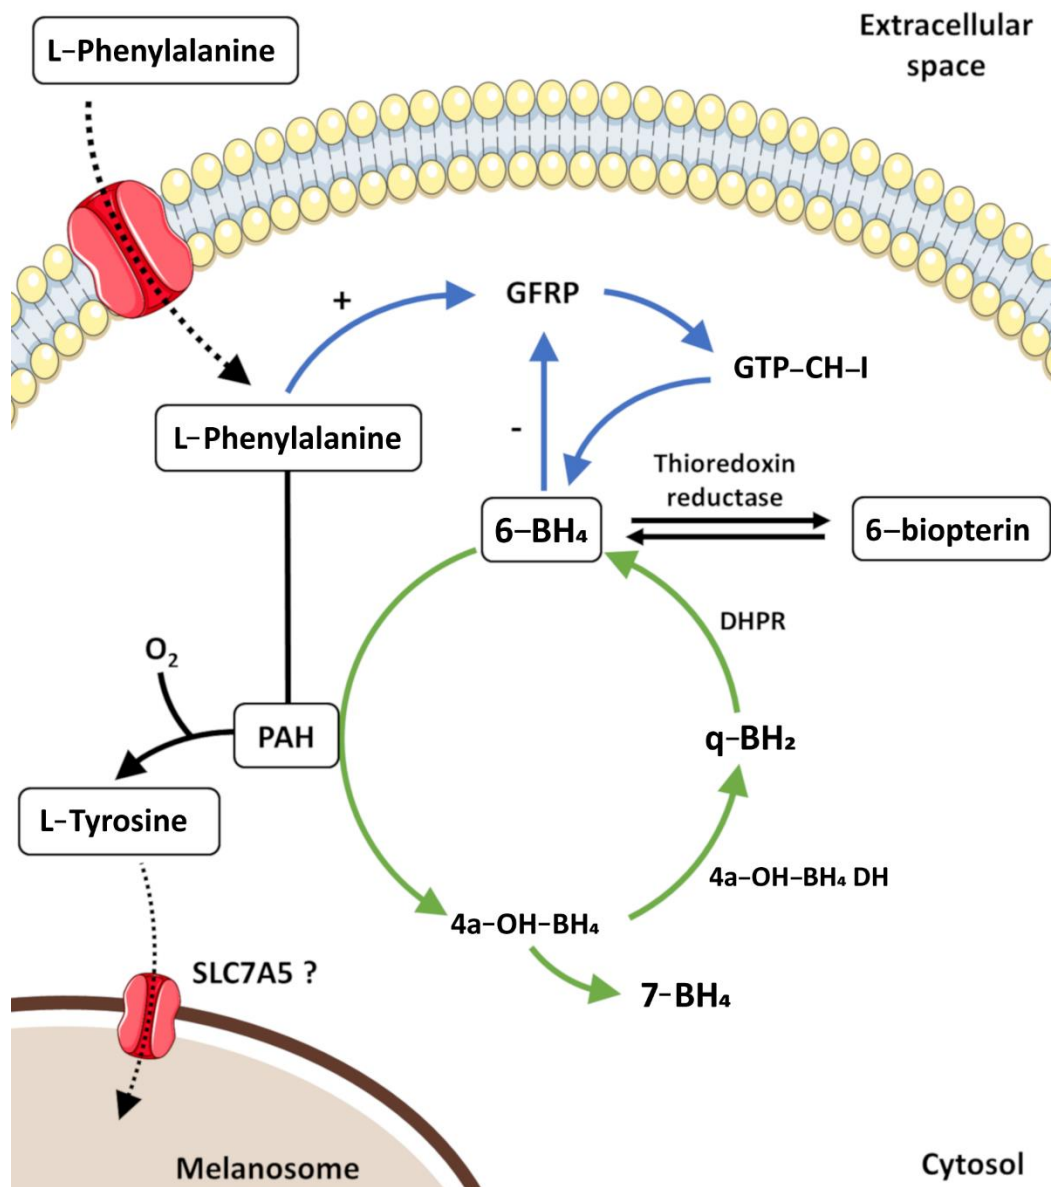 L–Phenylalanine
Extracellular
space
+
GFRP
GTP–CH–I
L–Phenylalanine
-
Thioredoxin
reductase
6–BH₄
6–biopterin
DHPR
O₂
PAH
q–BH₂
L–Tyrosine
4a–OH–BH₄ DH
4a–OH–BH₄
SLC7A5 ?
7–BH₄
Melanosome
Cytosol